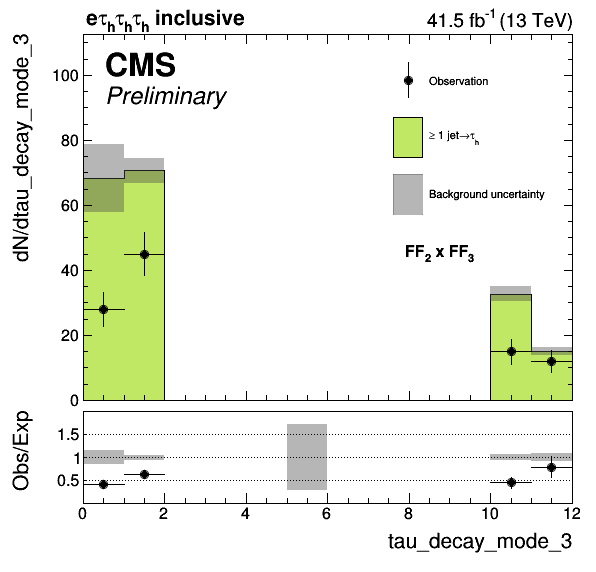 eτhτhτh inclusive
41.5 fb-1 (13 TeV)
CMS
Preliminary
Observation
≥ 1 jet→τh
Background uncertainty
FF2 x FF3
dN/dtau_decay_mode_3
100
80
60
40
20
0
Obs/Exp
1.5
1
0.5
0 2 4 6 8 10 12
tau_decay_mode_3